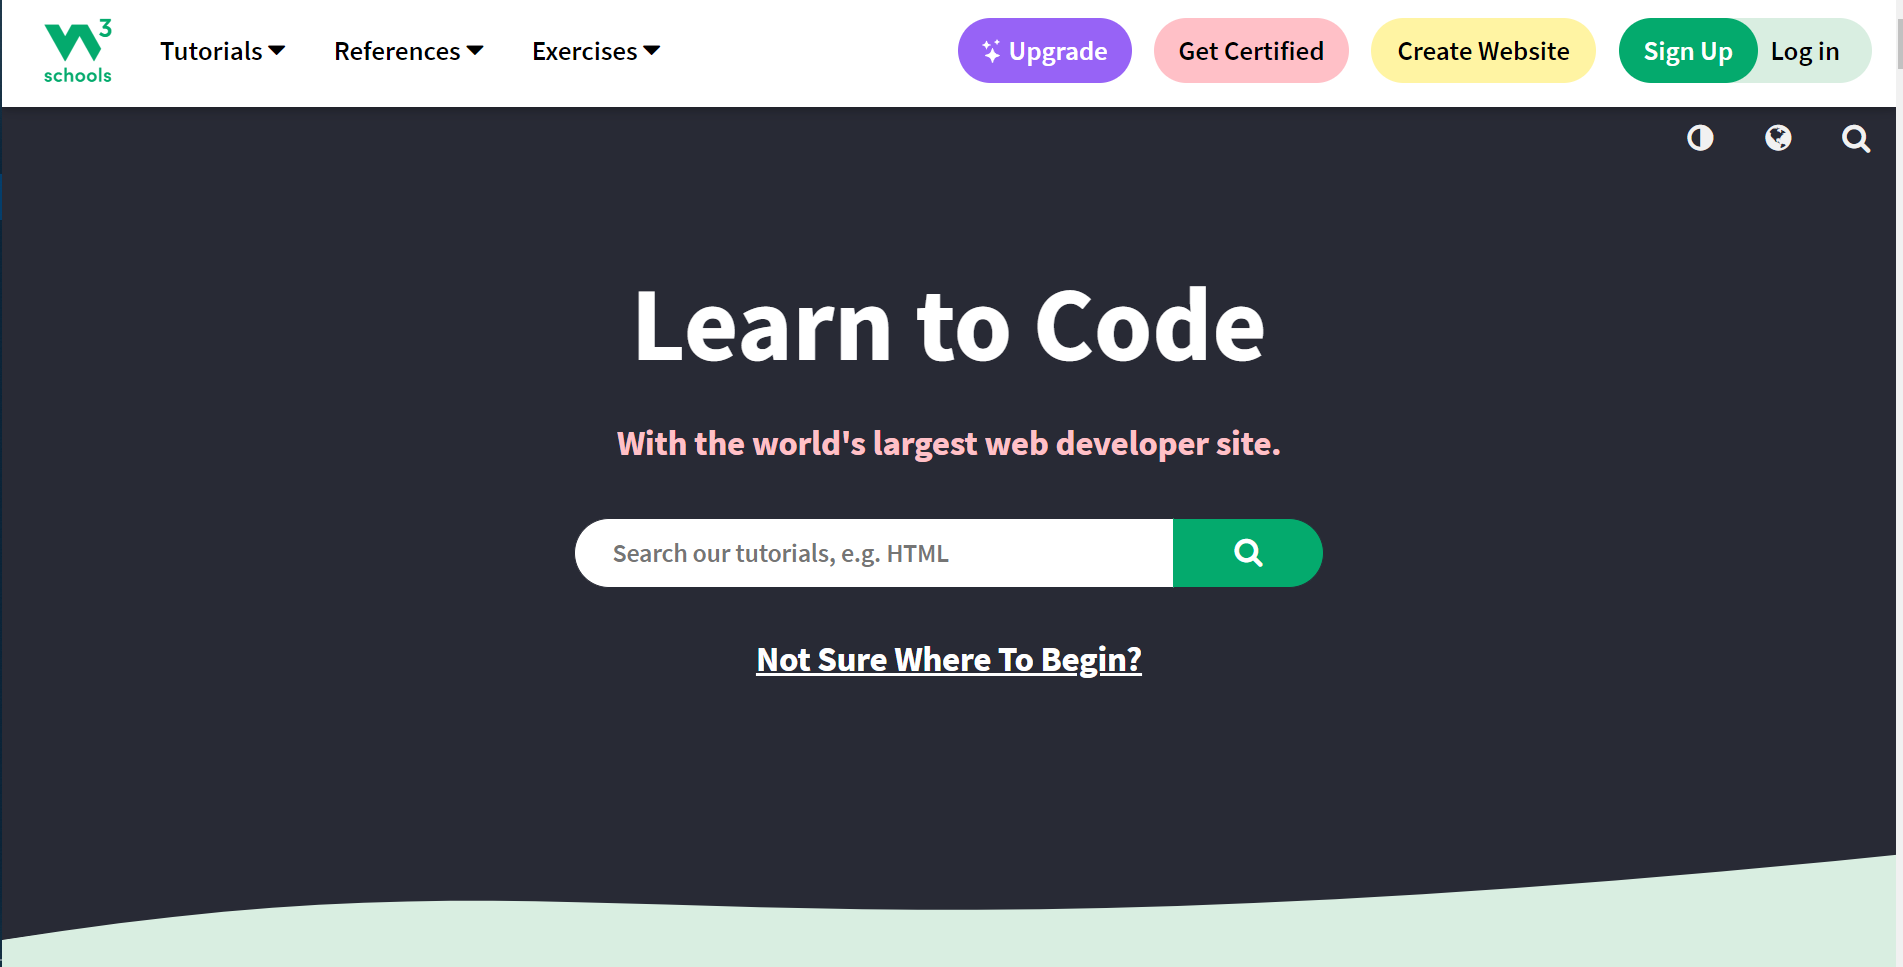 W3 schools
Tutorials
References
Exercises
Upgrade
Get Certified
Create Website
Sign Up
Log in
Learn to Code
With the world's largest web developer site.
Search our tutorials, e.g. HTML
Not Sure Where To Begin?